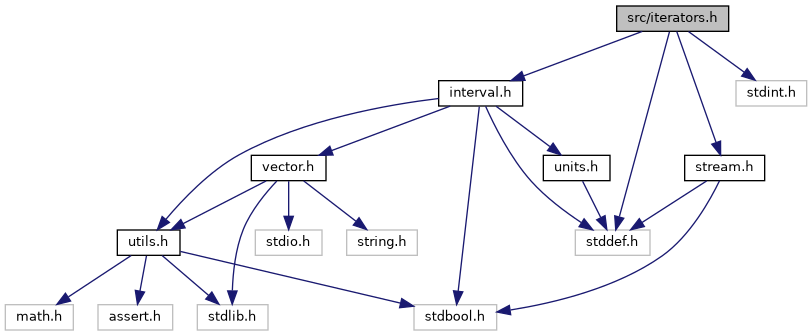 src/iterators.h
interval.h
stdint.h
vector.h
units.h
stream.h
utils.h
stdio.h
string.h
stddef.h
math.h
assert.h
stdlib.h
stdbool.h